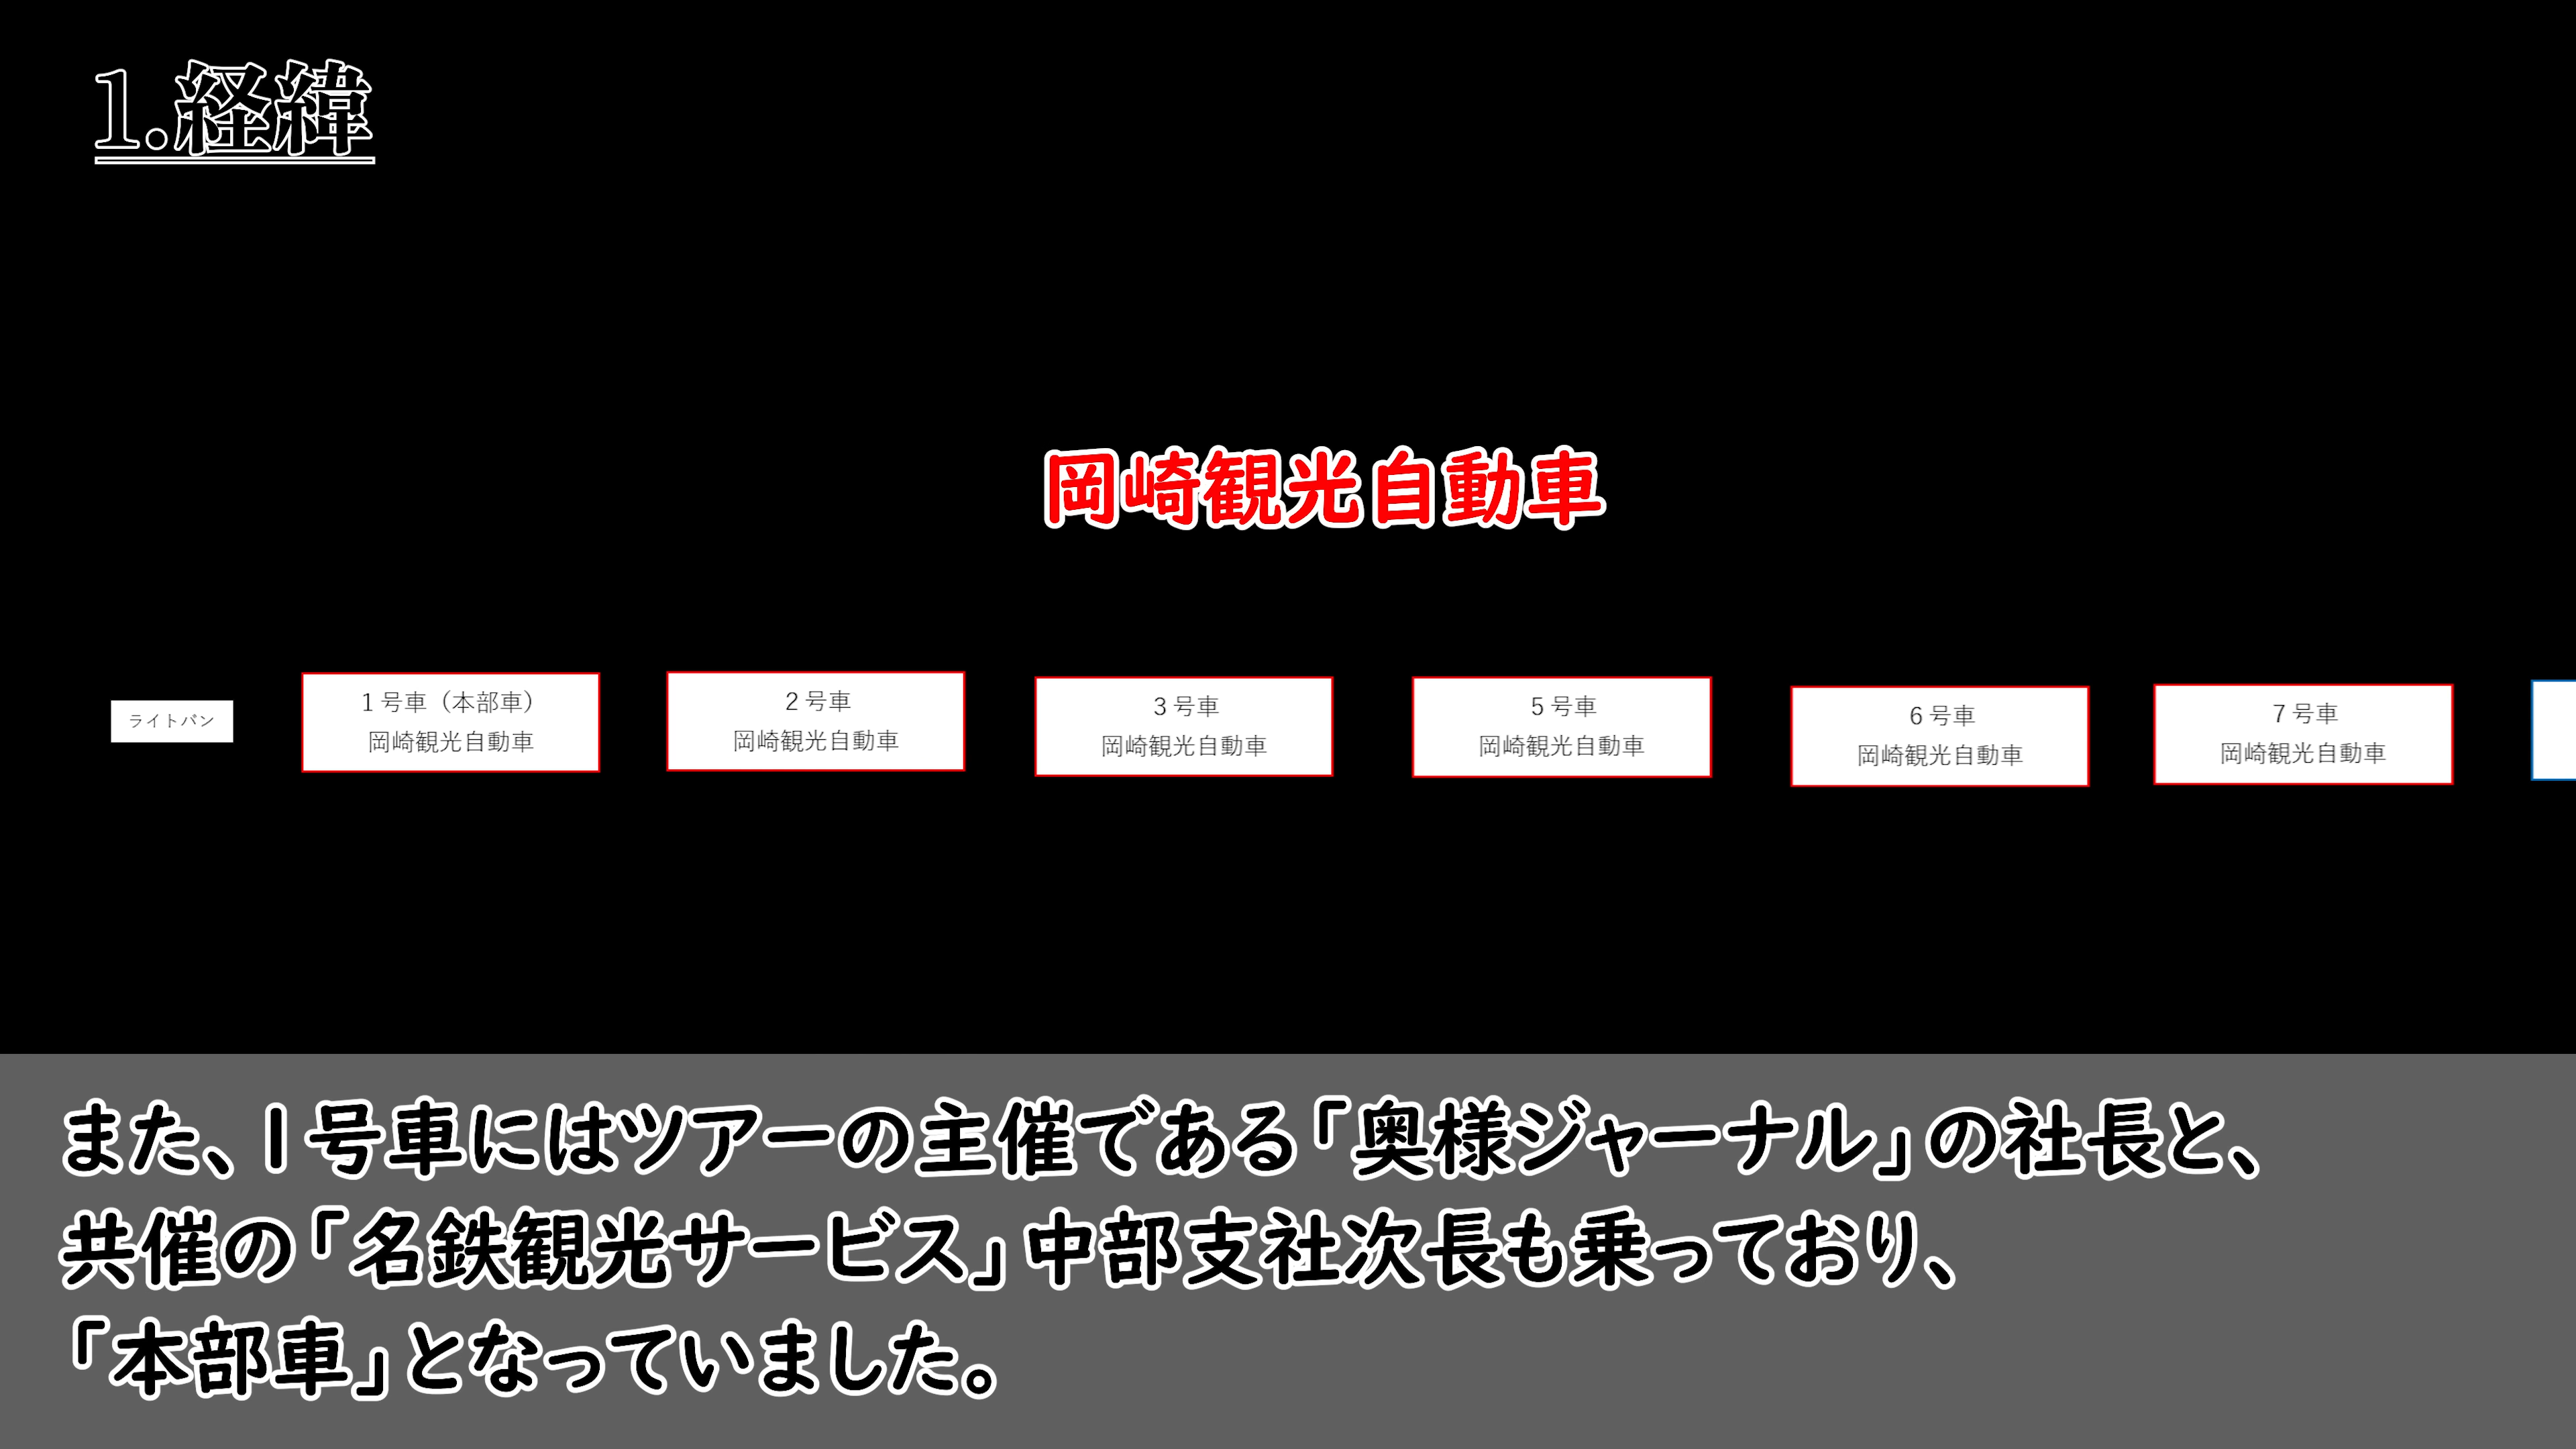 1.経緯
岡崎観光自動車
ライトバン
1号車（本部車）
岡崎観光自動車
2号車
岡崎観光自動車
3号車
岡崎観光自動車
5号車
岡崎観光自動車
6号車
岡崎観光自動車
7号車
岡崎観光自動車
また、1号車にはツアーの主催である「奥様ジャーナル」の社長と、
共催の「名鉄観光サービス」中部支社次長も乗っており、
「本部車」となっていました。